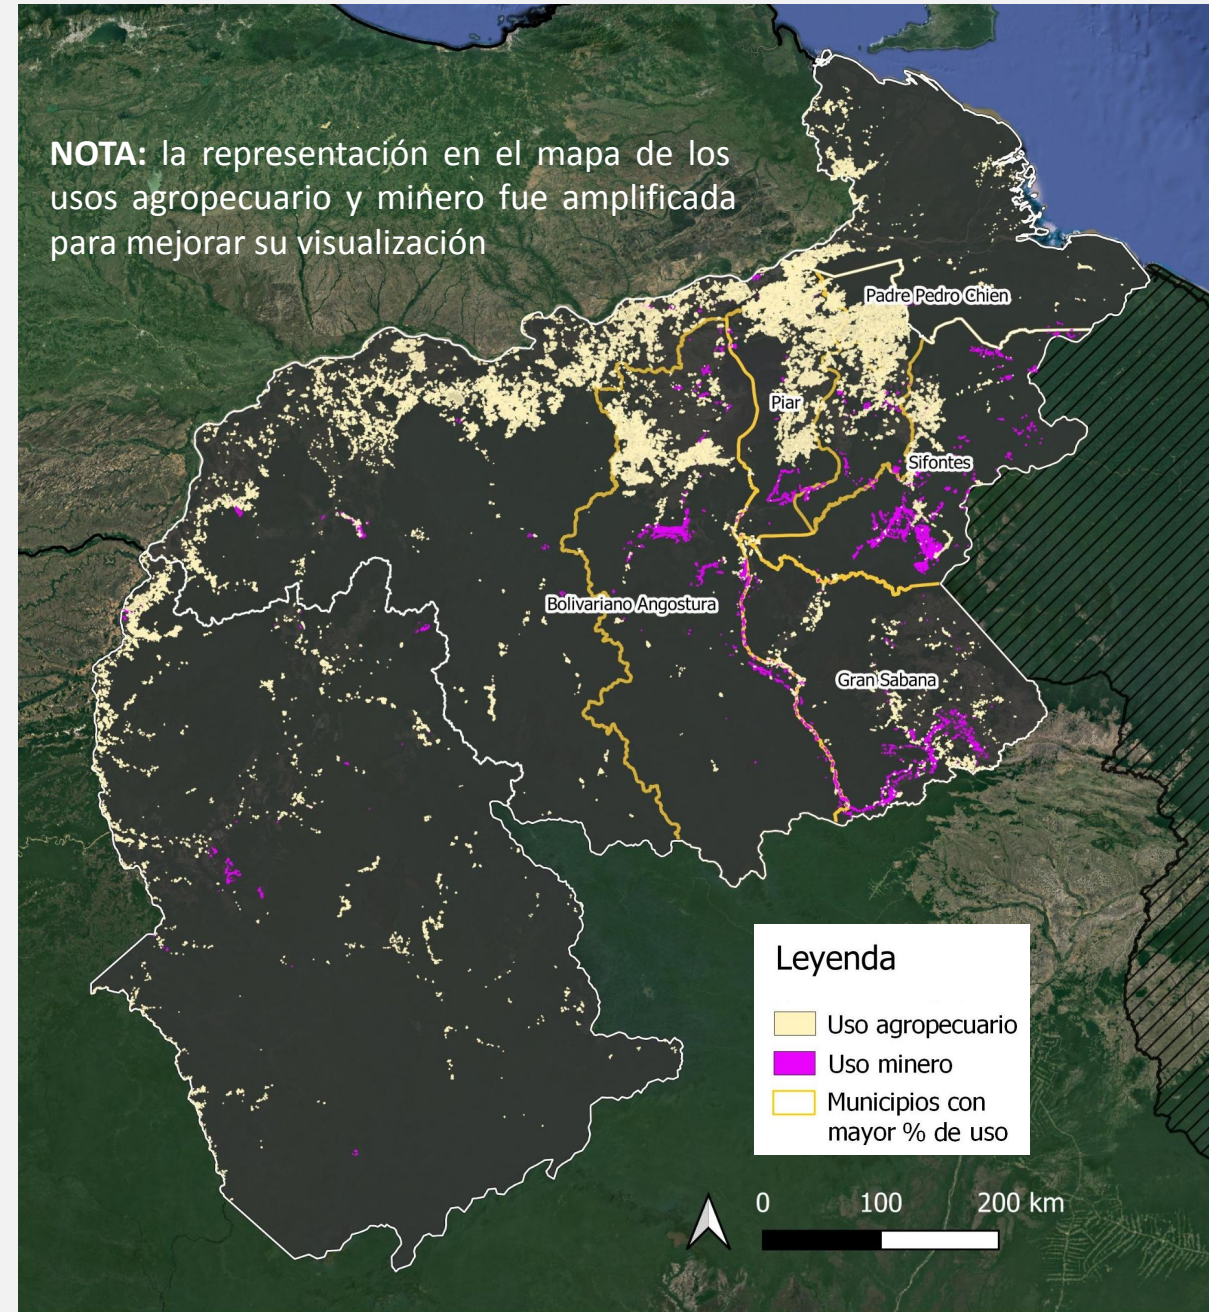 NOTA: la representación en el mapa de los
usos agropecuario y minero fue amplificada
para mejorar su visualización
Padre Pedro Chien
Piar
Sifontes
Bolivariano Angostura
Gran Sabana
Leyenda
Uso agropecuario
Uso minero
Municipios con
mayor % de uso
0 100 200 km